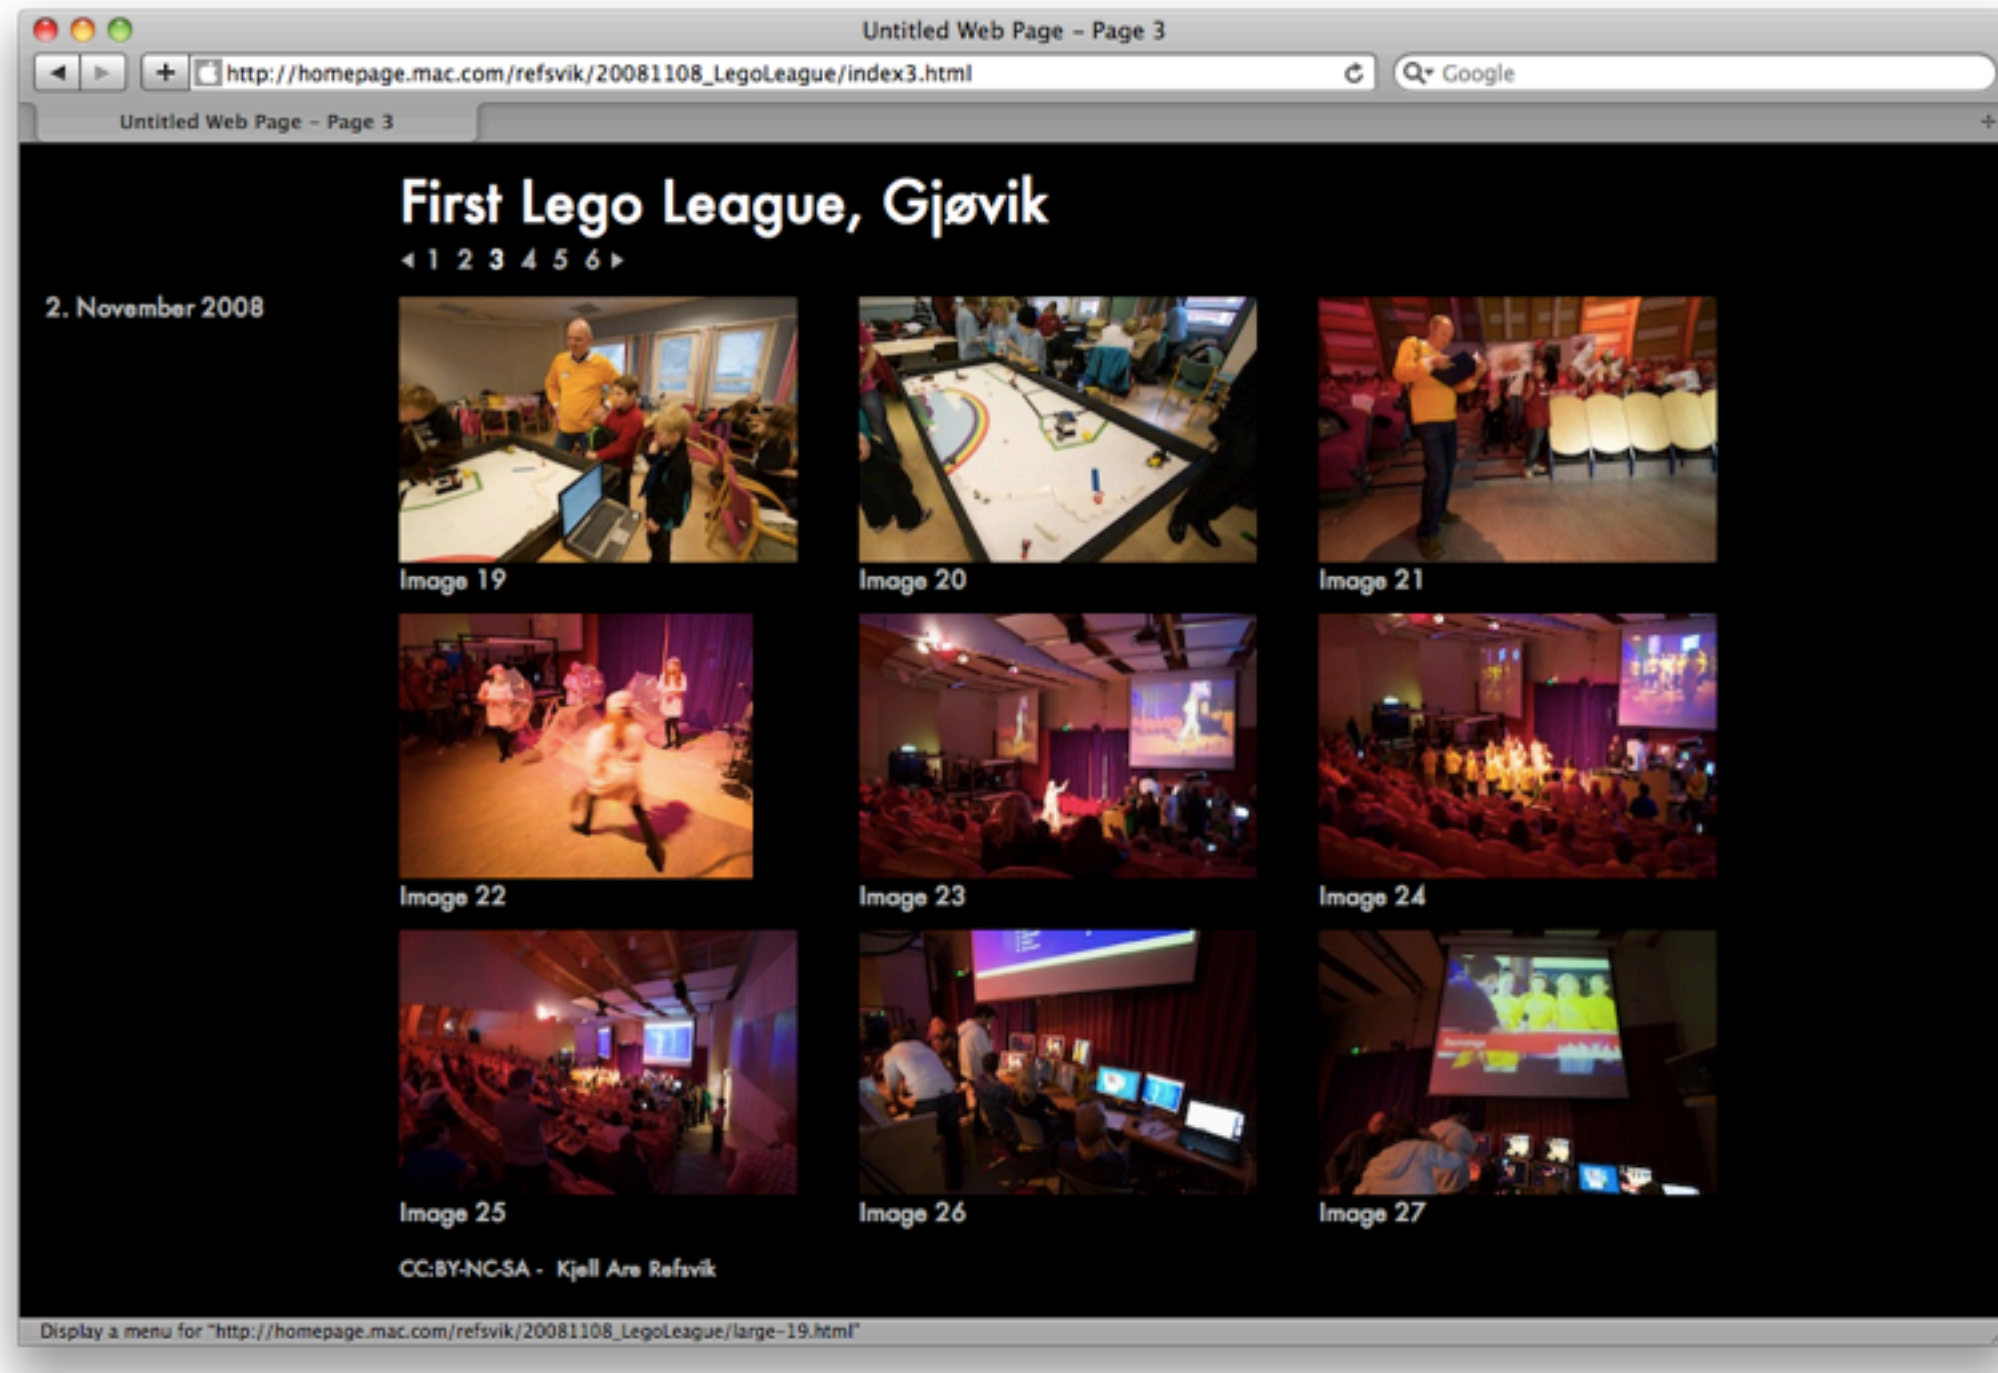 Untitled Web Page – Page 3
http://homepage.mac.com/refsvik/20081108_LegoLeague/index3.html
Google
Untitled Web Page – Page 3
First Lego League, Gjøvik
1 2 3 4 5 6
2. November 2008
Image 19
Image 20
Image 21
Image 22
Image 23
Image 24
Image 25
Image 26
Image 27
CC:BY-NC-SA - Kjell Are Refsvik
Display a menu for "http://homepage.mac.com/refsvik/20081108_LegoLeague/large-19.html"